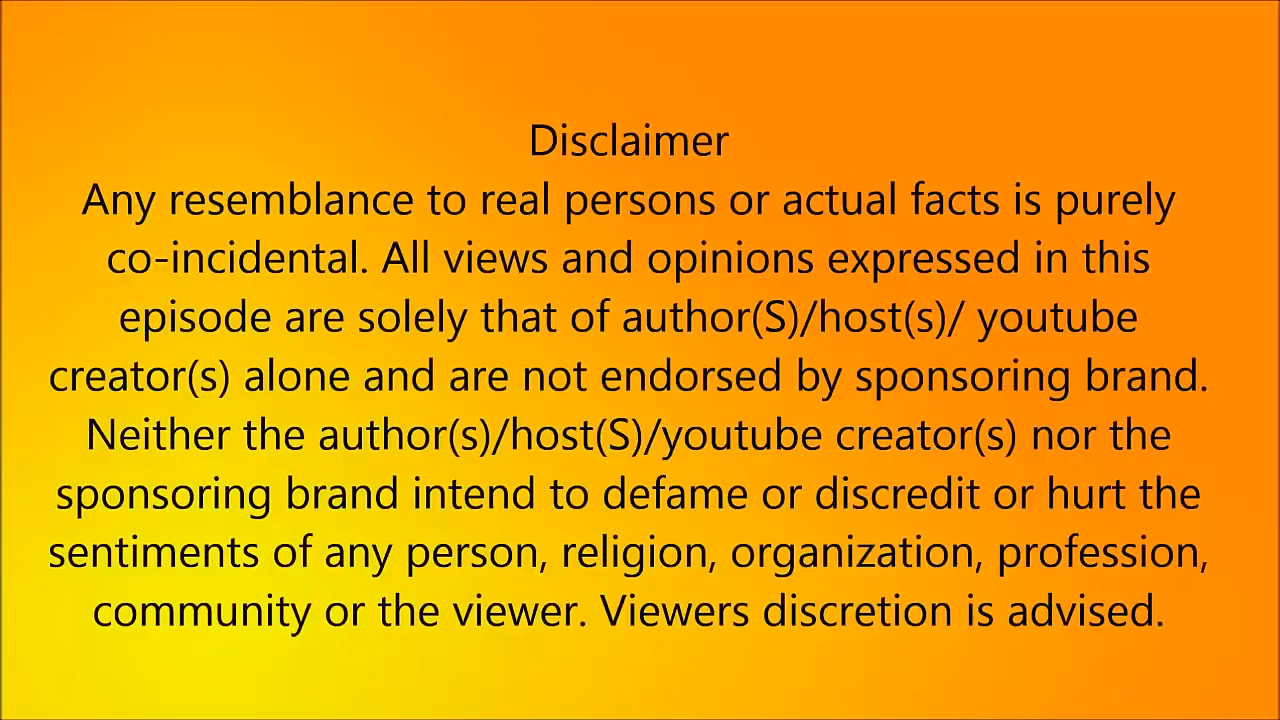 Disclaimer
Any resemblance to real persons or actual facts is purely
co-incidental. All views and opinions expressed in this
episode are solely that of author(S)/host(s)/ youtube
creator(s) alone and are not endorsed by sponsoring brand.
Neither the author(s)/host(S)/youtube creator(s) nor the
sponsoring brand intend to defame or discredit or hurt the
sentiments of any person, religion, organization, profession,
community or the viewer. Viewers discretion is advised.